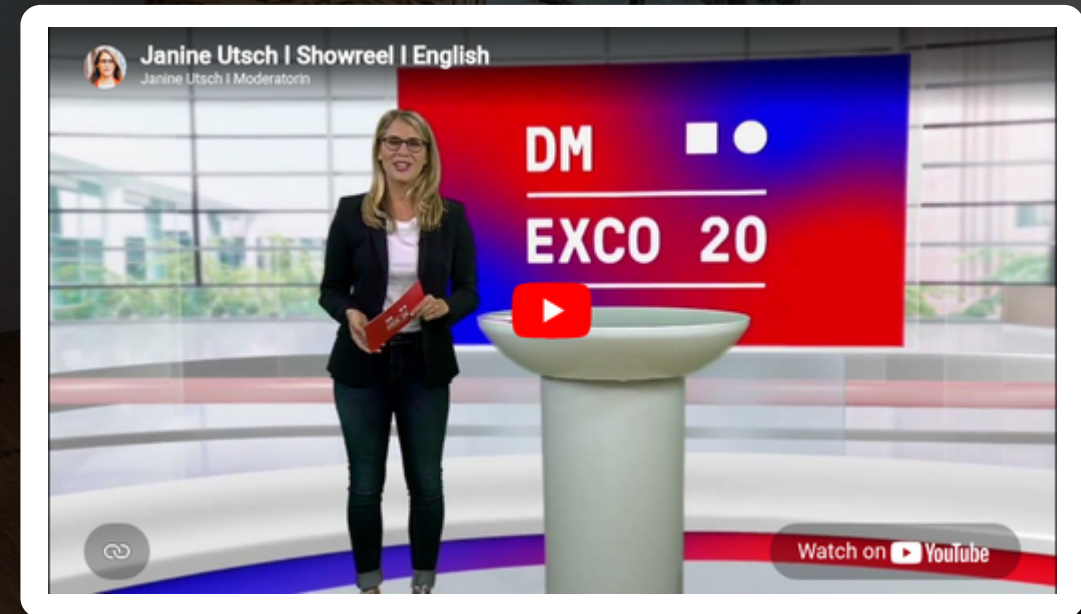 Janine Utsch I Showreel I English
Janine Utsch I Moderatorin
DM
EXCO 20
Watch on YouTube